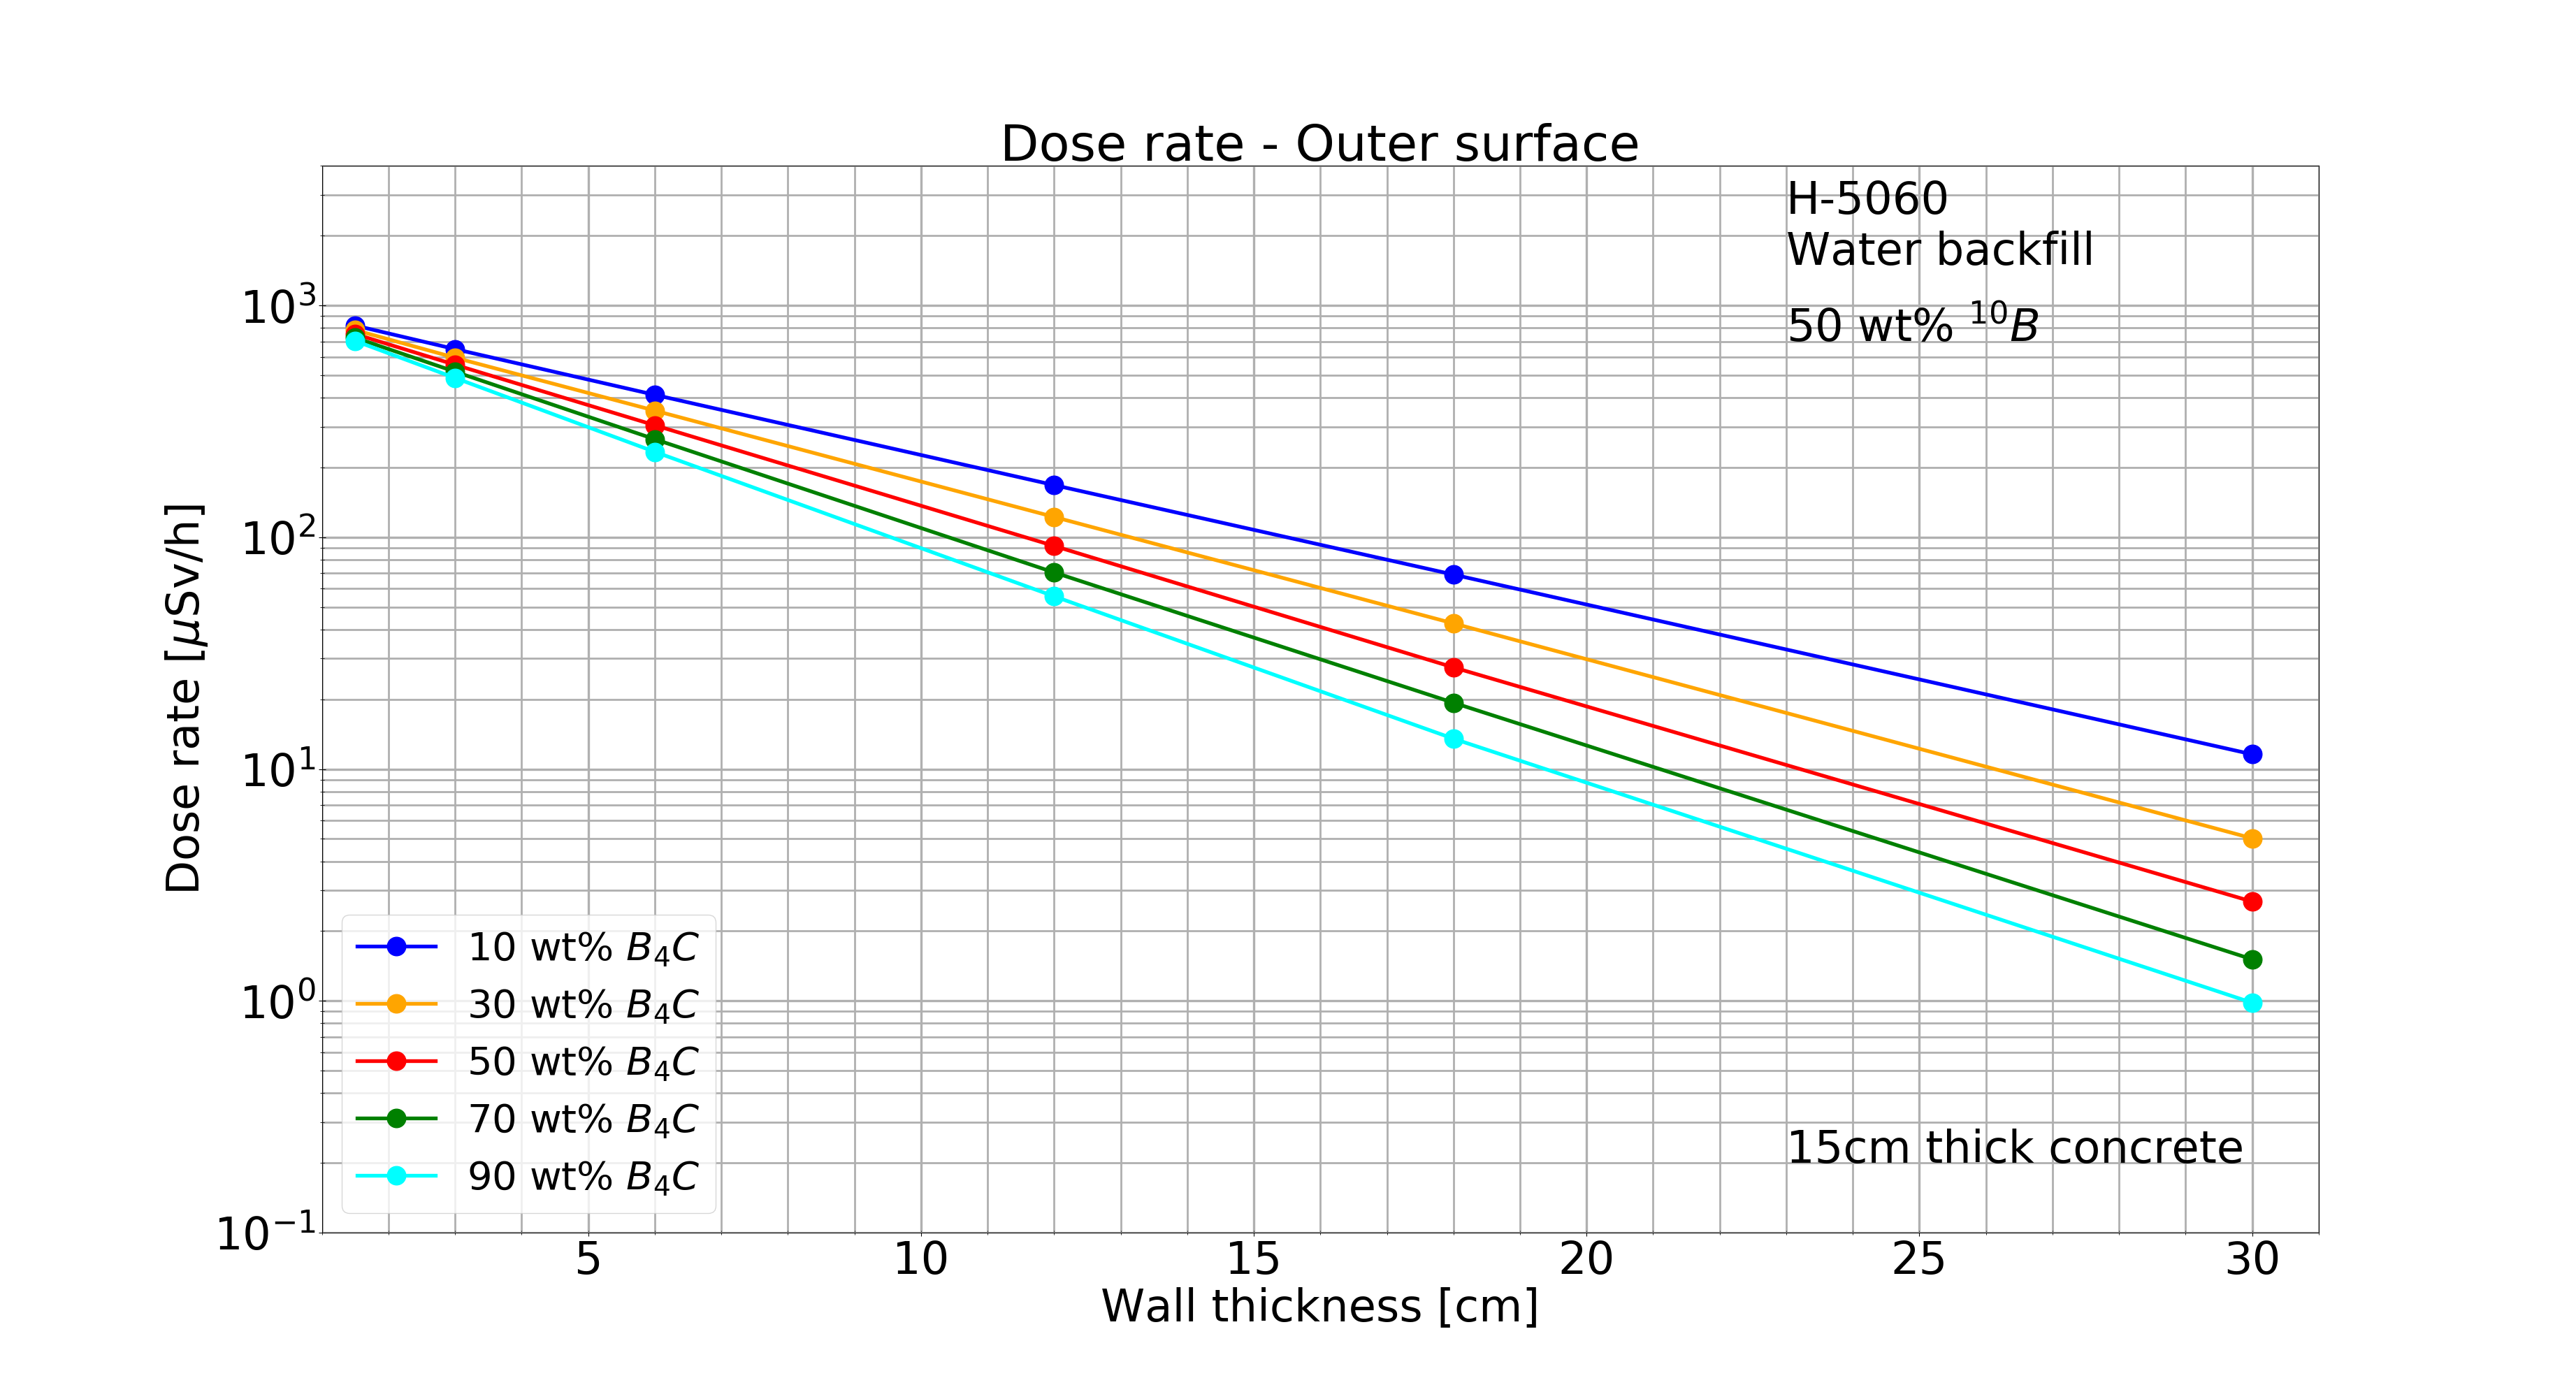 Dose rate - Outer surface
H-5060
Water backfill
50 wt% ¹⁰B
10³
10²
10¹
10⁰
10⁻¹
Dose rate [μSv/h]
10 wt% B₄C
30 wt% B₄C
50 wt% B₄C
70 wt% B₄C
90 wt% B₄C
15cm thick concrete
5 10 15 20 25 30
Wall thickness [cm]